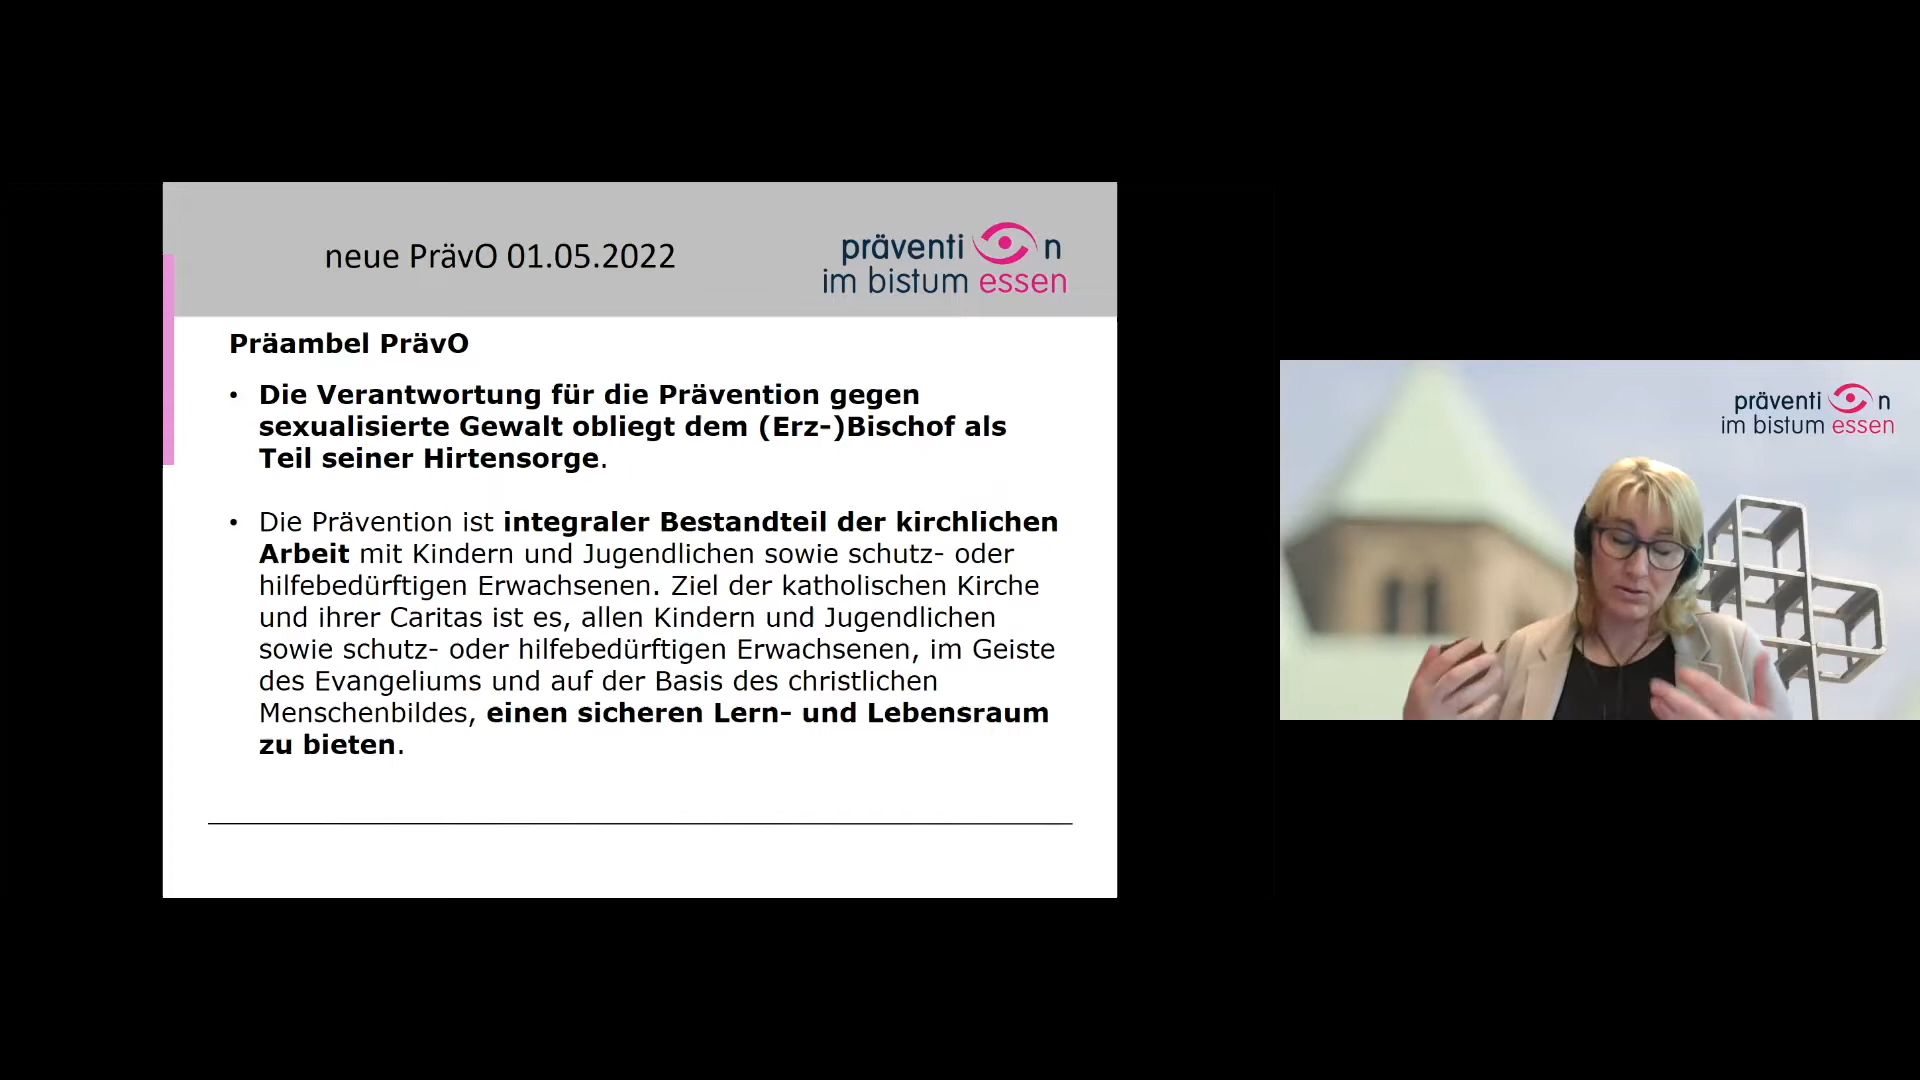 neue PrävO 01.05.2022
präventi n
im bistum essen
Präambel PrävO
• Die Verantwortung für die Prävention gegen
sexualisierte Gewalt obliegt dem (Erz-)Bischof als
Teil seiner Hirtensorge.
• Die Prävention ist integraler Bestandteil der kirchlichen
Arbeit mit Kindern und Jugendlichen sowie schutz- oder
hilfebedürftigen Erwachsenen. Ziel der katholischen Kirche
und ihrer Caritas ist es, allen Kindern und Jugendlichen
sowie schutz- oder hilfebedürftigen Erwachsenen, im Geiste
des Evangeliums und auf der Basis des christlichen
Menschenbildes, einen sicheren Lern- und Lebensraum
zu bieten.
präventi n
im bistum essen